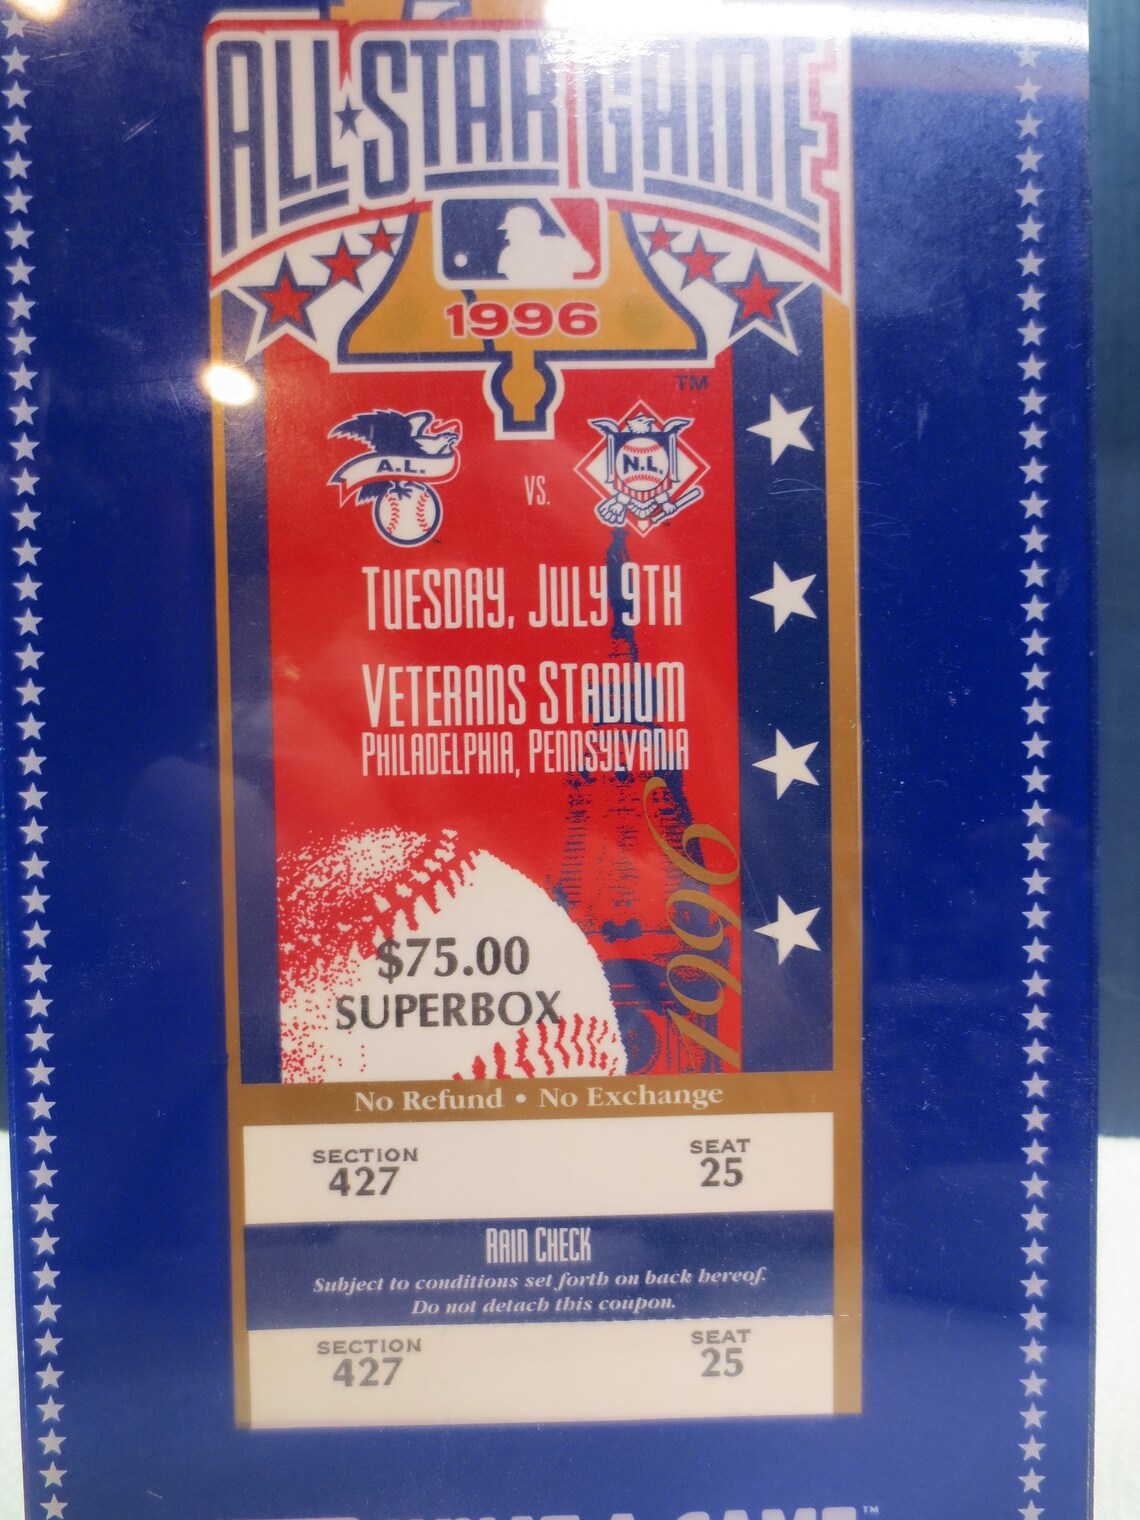 ALL★STAR GAME
1996
TM
A.L.
VS.
N.L.
TUESDAY, JULY 9TH
VETERANS STADIUM
PHILADELPHIA, PENNSYLVANIA
1996
$75.00
SUPERBOX
No Refund • No Exchange
SECTION
427
SEAT
25
RAIN CHECK
Subject to conditions set forth on back hereof.
Do not detach this coupon.
SECTION
427
SEAT
25
A GAME™